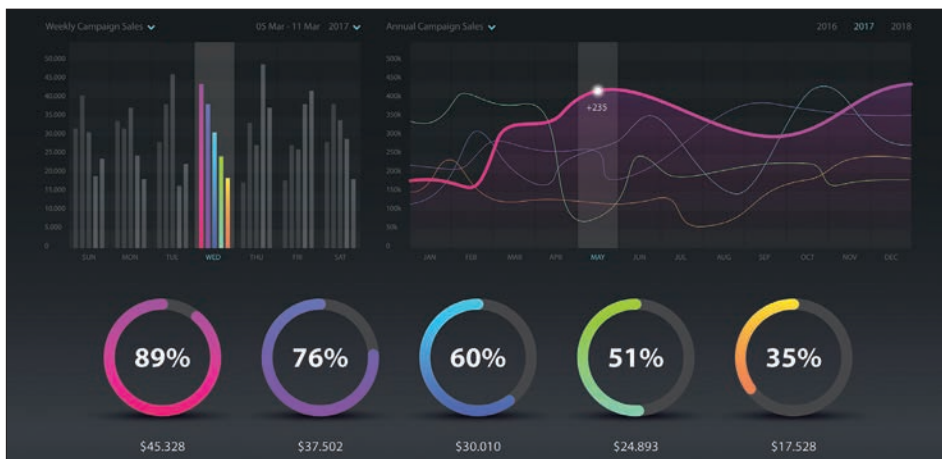 Weekly Campaign Sales
05 Mar - 11 Mar 2017
50.000
45.000
40.000
35.000
30.000
25.000
20.000
15.000
10.000
5.000
0
SUN MON TUE WED THU FRI SAT
Annual Campaign Sales
2016 2017 2018
500k
450k
400k
350k
300k
250k
200k
150k
100k
50k
0
+235
JAN FEB MAR APR MAY JUN JUL AUG SEP OCT NOV DEC
89% 76% 60% 51% 35%
$45.328 $37.502 $30.010 $24.893 $17.528